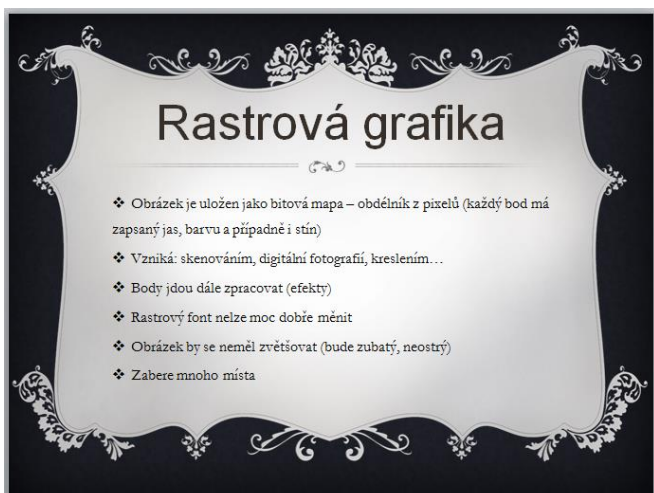 Rastrová grafika
❖ Obrázek je uložen jako bitová mapa – obdélník z pixelů (každý bod má
zapsaný jas, barvu a případně i stín)
❖ Vzniká: skenováním, digitální fotografií, kreslením…
❖ Body jdou dále zpracovat (efekty)
❖ Rastrový font nelze moc dobře měnit
❖ Obrázek by se neměl zvětšovat (bude zubatý, neostrý)
❖ Zabere mnoho místa